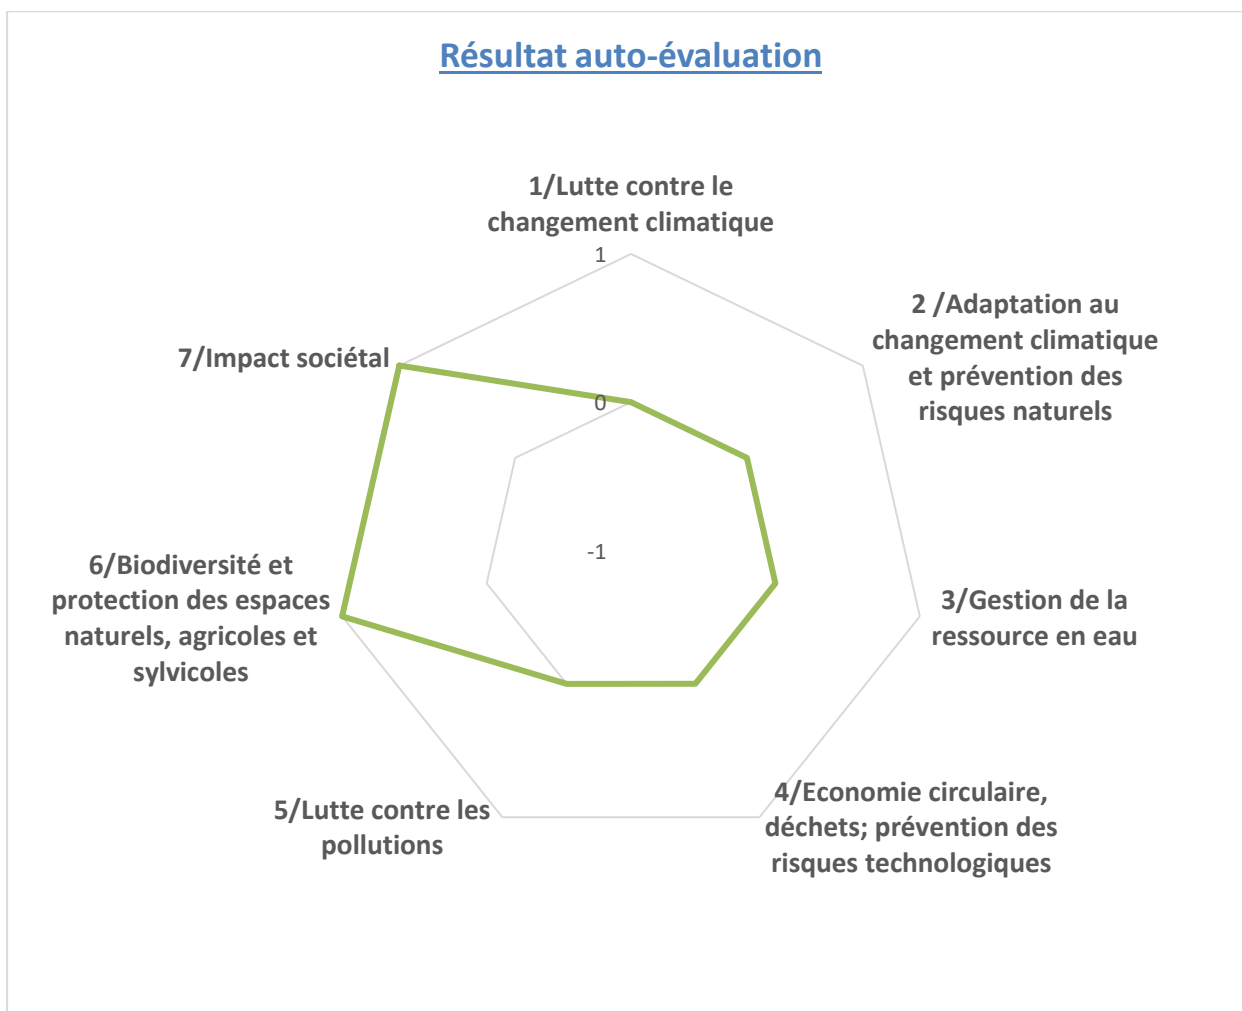 Résultat auto-évaluation
1/Lutte contre le
changement climatique
1
2 /Adaptation au
changement climatique
et prévention des
risques naturels
7/Impact sociétal
0
-1
6/Biodiversité et
protection des espaces
naturels, agricoles et
sylvicoles
3/Gestion de la
ressource en eau
5/Lutte contre les
pollutions
4/Economie circulaire,
déchets; prévention des
risques technologiques